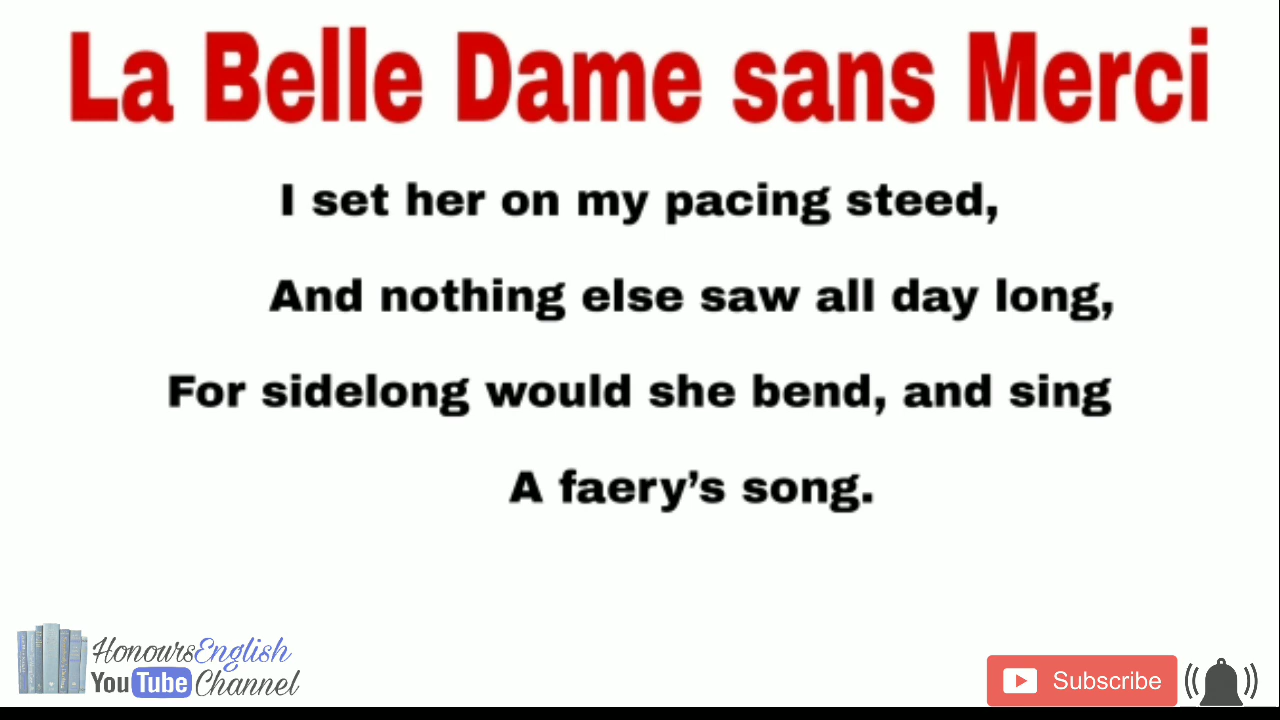 La Belle Dame sans Merci
I set her on my pacing steed,
And nothing else saw all day long,
For sidelong would she bend, and sing
A faery’s song.
HonoursEnglish
YouTube Channel
Subscribe